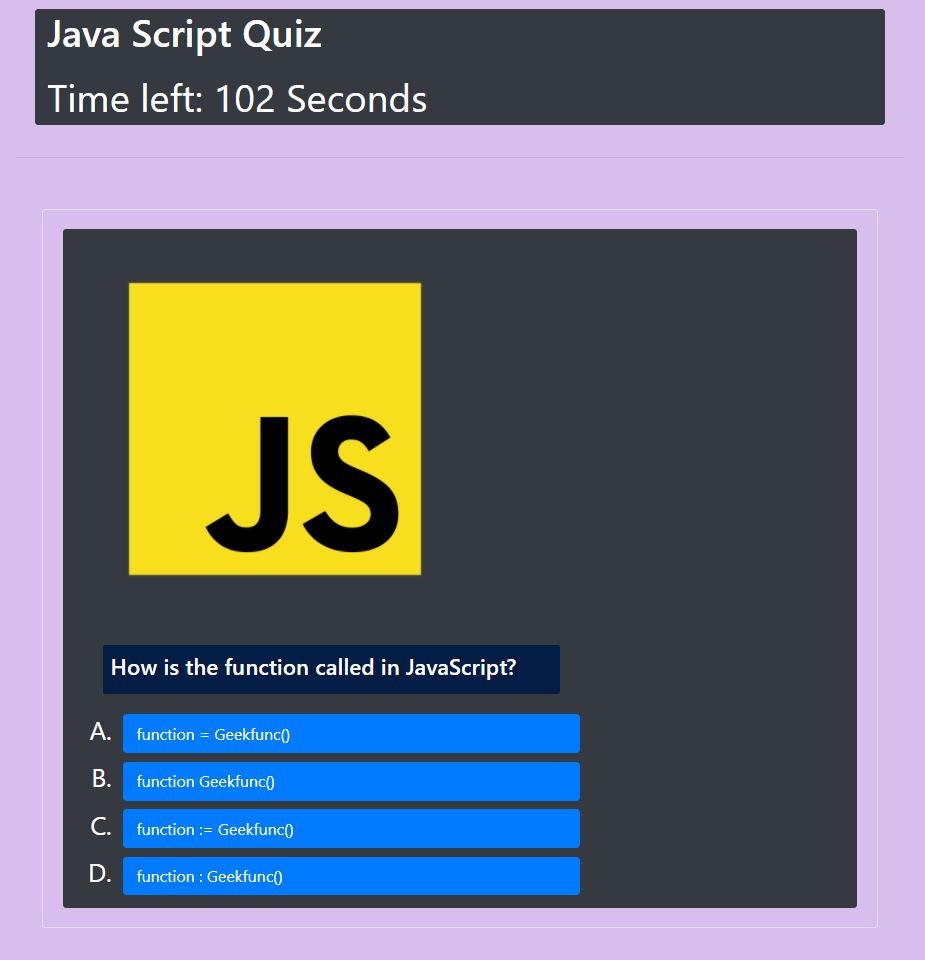 Java Script Quiz
Time left: 102 Seconds
JS
How is the function called in JavaScript?
A. function = Geekfunc()
B. function Geekfunc()
C. function := Geekfunc()
D. function : Geekfunc()